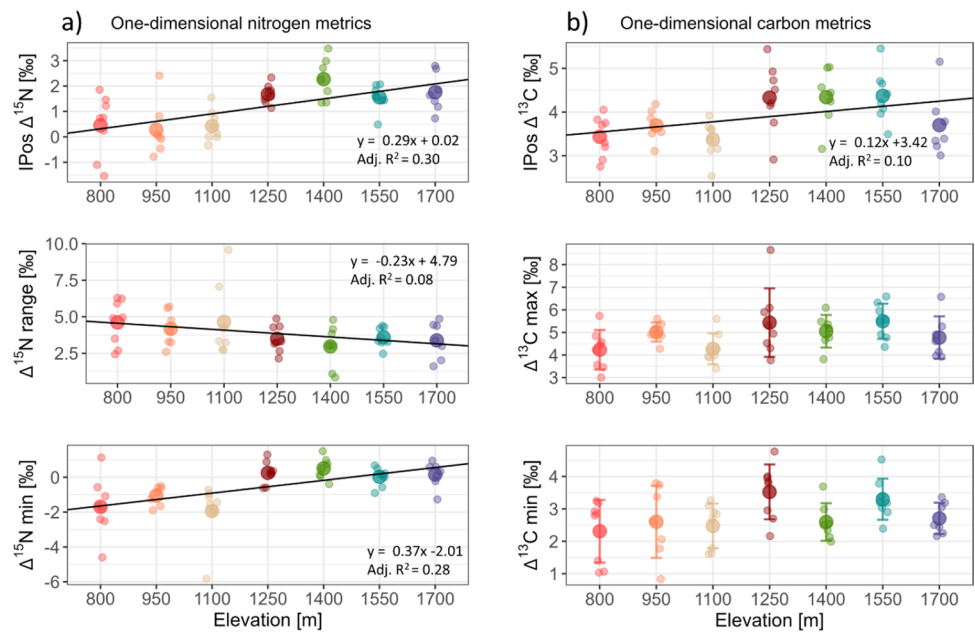 a) One-dimensional nitrogen metrics
IPos Δ¹⁵N [‰]
3
2
1
0
-1
y = 0.29x + 0.02
Adj. R² = 0.30
800 950 1100 1250 1400 1550 1700
Δ¹⁵N range [‰]
10.0
7.5
5.0
2.5
y = -0.23x + 4.79
Adj. R² = 0.08
800 950 1100 1250 1400 1550 1700
Δ¹⁵N min [‰]
0
-2
-4
-6
y = 0.37x -2.01
Adj. R² = 0.28
800 950 1100 1250 1400 1550 1700
Elevation [m]
b) One-dimensional carbon metrics
IPos Δ¹³C [‰]
5
4
3
y = 0.12x +3.42
Adj. R² = 0.10
800 950 1100 1250 1400 1550 1700
Δ¹³C max [‰]
8
7
6
5
4
3
800 950 1100 1250 1400 1550 1700
Δ¹³C min [‰]
4
3
2
1
800 950 1100 1250 1400 1550 1700
Elevation [m]